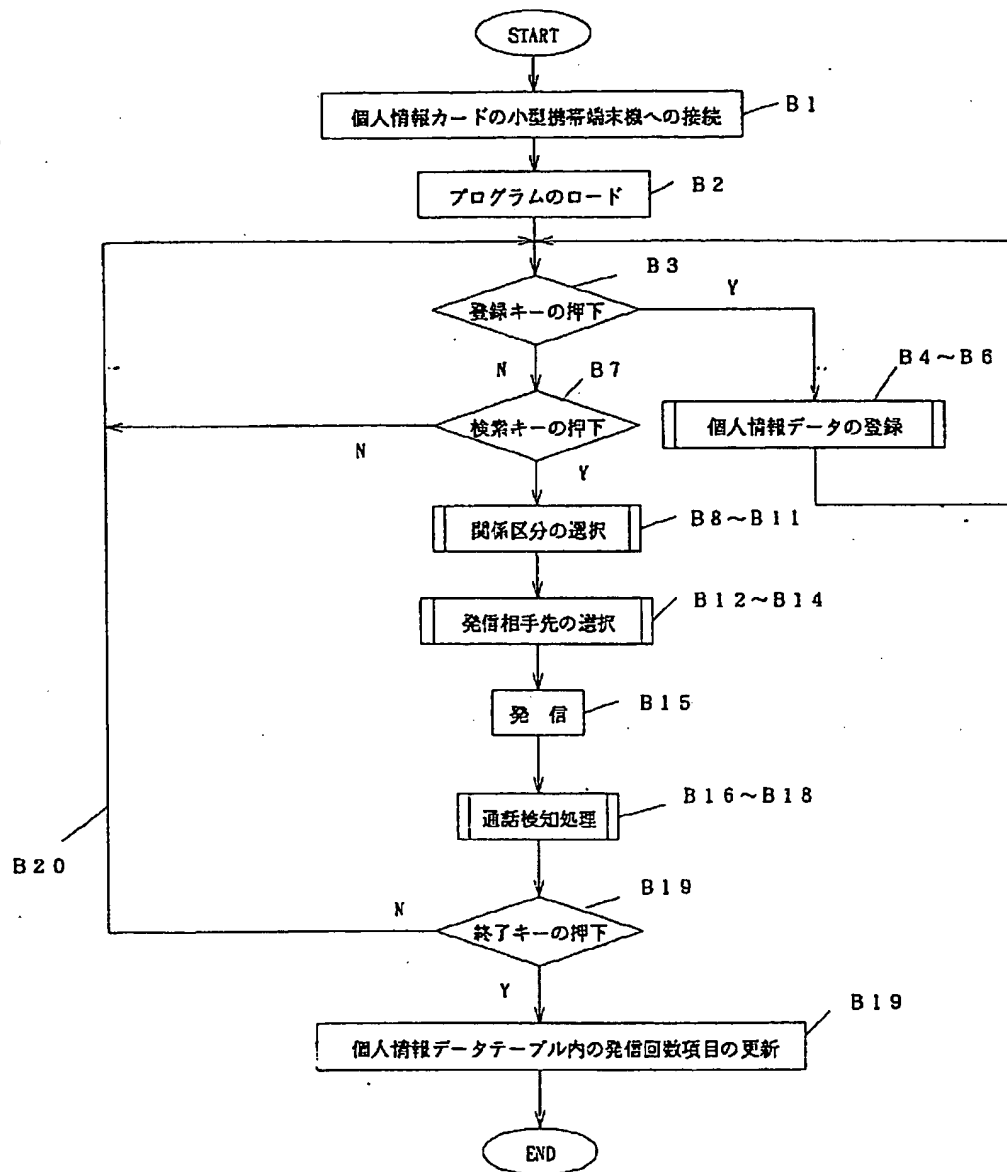 START
個人情報カードの小型携帯端末機への接続
B1
プログラムのロード
B2
B3
登録キーの押下
Y
N
B7
B4～B6
検索キーの押下
個人情報データの登録
N
Y
関係区分の選択
B8～B11
発信相手先の選択
B12～B14
発 信
B15
通話検知処理
B16～B18
B20
B19
N
終了キーの押下
Y
B19
個人情報データテーブル内の発信回数項目の更新
END